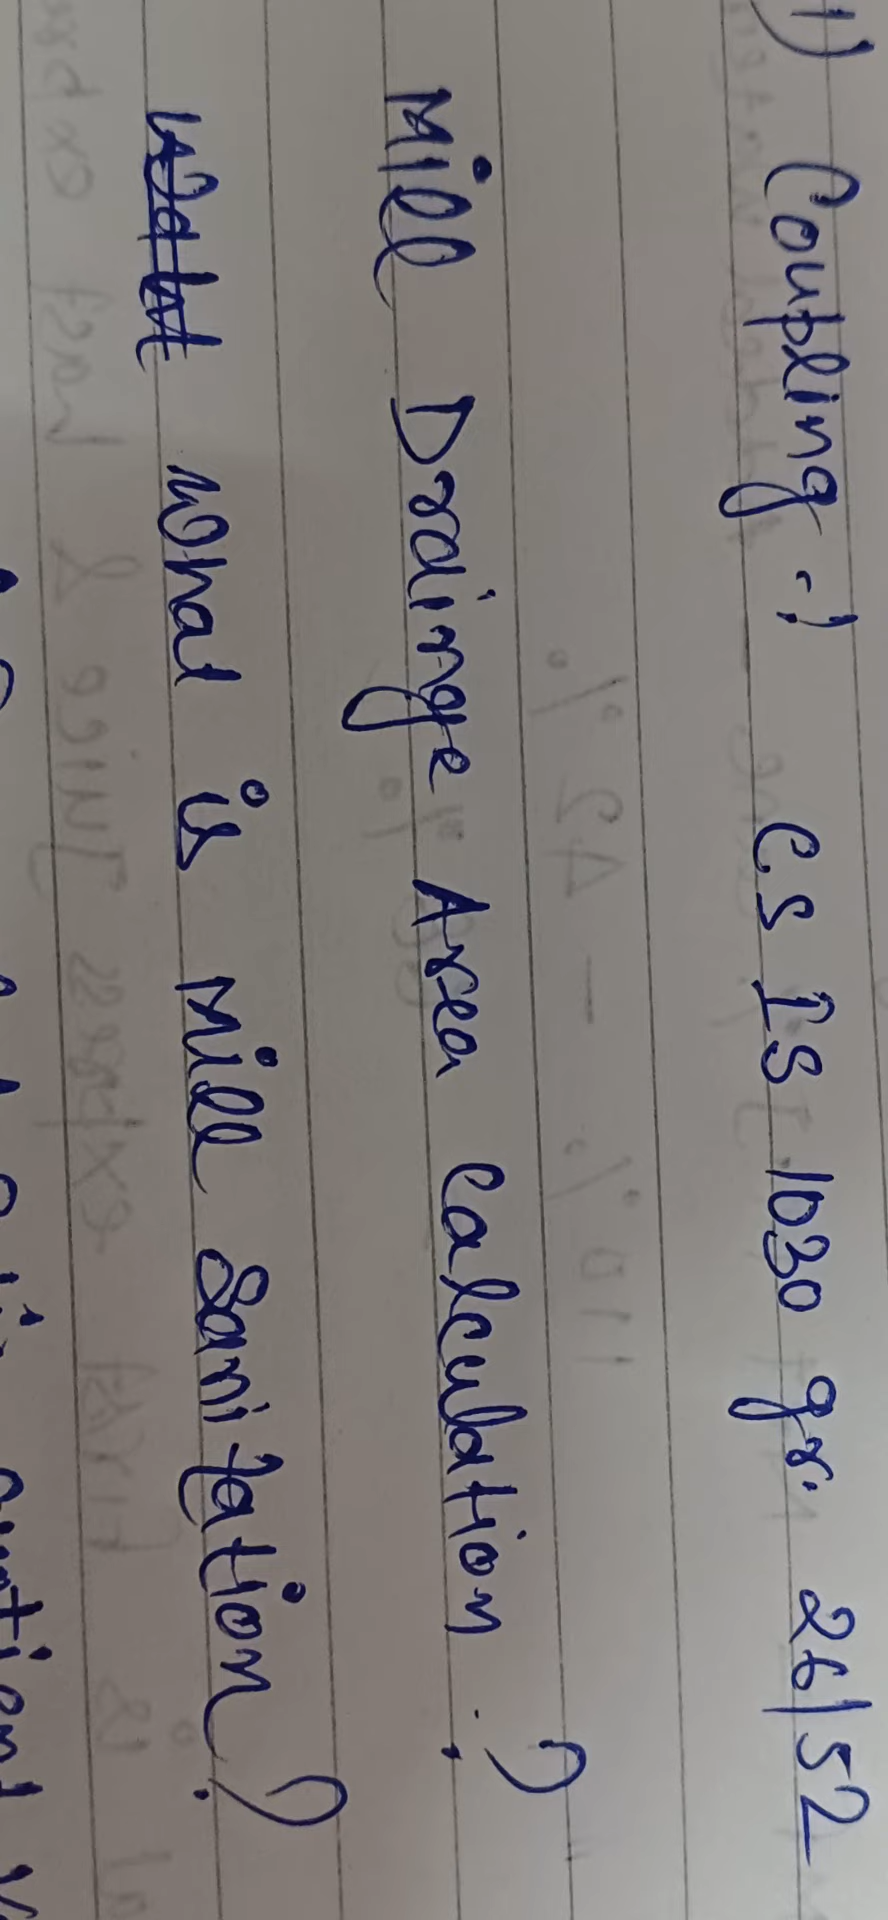 1) Coupling :- CS IS 1030 gr. 26/52
Mill Drainge Area Calculation ?
What is Mill Sanitation ?